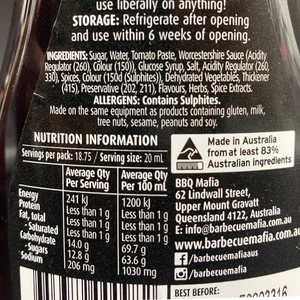 use liberally on anything!
STORAGE: Refrigerate after opening
and use within 6 weeks of opening.
INGREDIENTS: Sugar, Water, Tomato Paste, Worcestershire Sauce (Acidity
Regulator (260), Colour (150)), Glucose Syrup, Salt, Acidity Regulator (260,
330), Spices, Colour (150d (Sulphites)), Dehydrated Vegetables, Thickener
(415), Preservative (202, 211), Flavours, Herbs, Spice Extracts.
ALLERGENS: Contains Sulphites.
Made on the same equipment as products containing gluten, milk,
tree nuts, sesame, peanuts and soy.
NUTRITION INFORMATION
Servings per pack: 18.75 / Serving size: 20 mL
Average Qty Per Serving Average Qty Per 100 mL
Energy 241 kJ 1200 kJ
Protein Less than 1 g Less than 1 g
Fat, total Less than 1 g Less than 1 g
- Saturated Less than 1 g Less than 1 g
Carbohydrate 14.0 g 69.7 g
- Sugars 12.8 g 63.6 g
Sodium 206 mg 1030 mg
Made in Australia
from at least 83%
Australian ingredients
BBQ Mafia
62 Lindwall Street,
Upper Mount Gravatt
Queensland 4122, Australia
E: info@barbecuemafia.com.au
www.barbecuemafia.com.au
/barbecuemafiaaus
/barbecuemafia
BEST BEFORE: